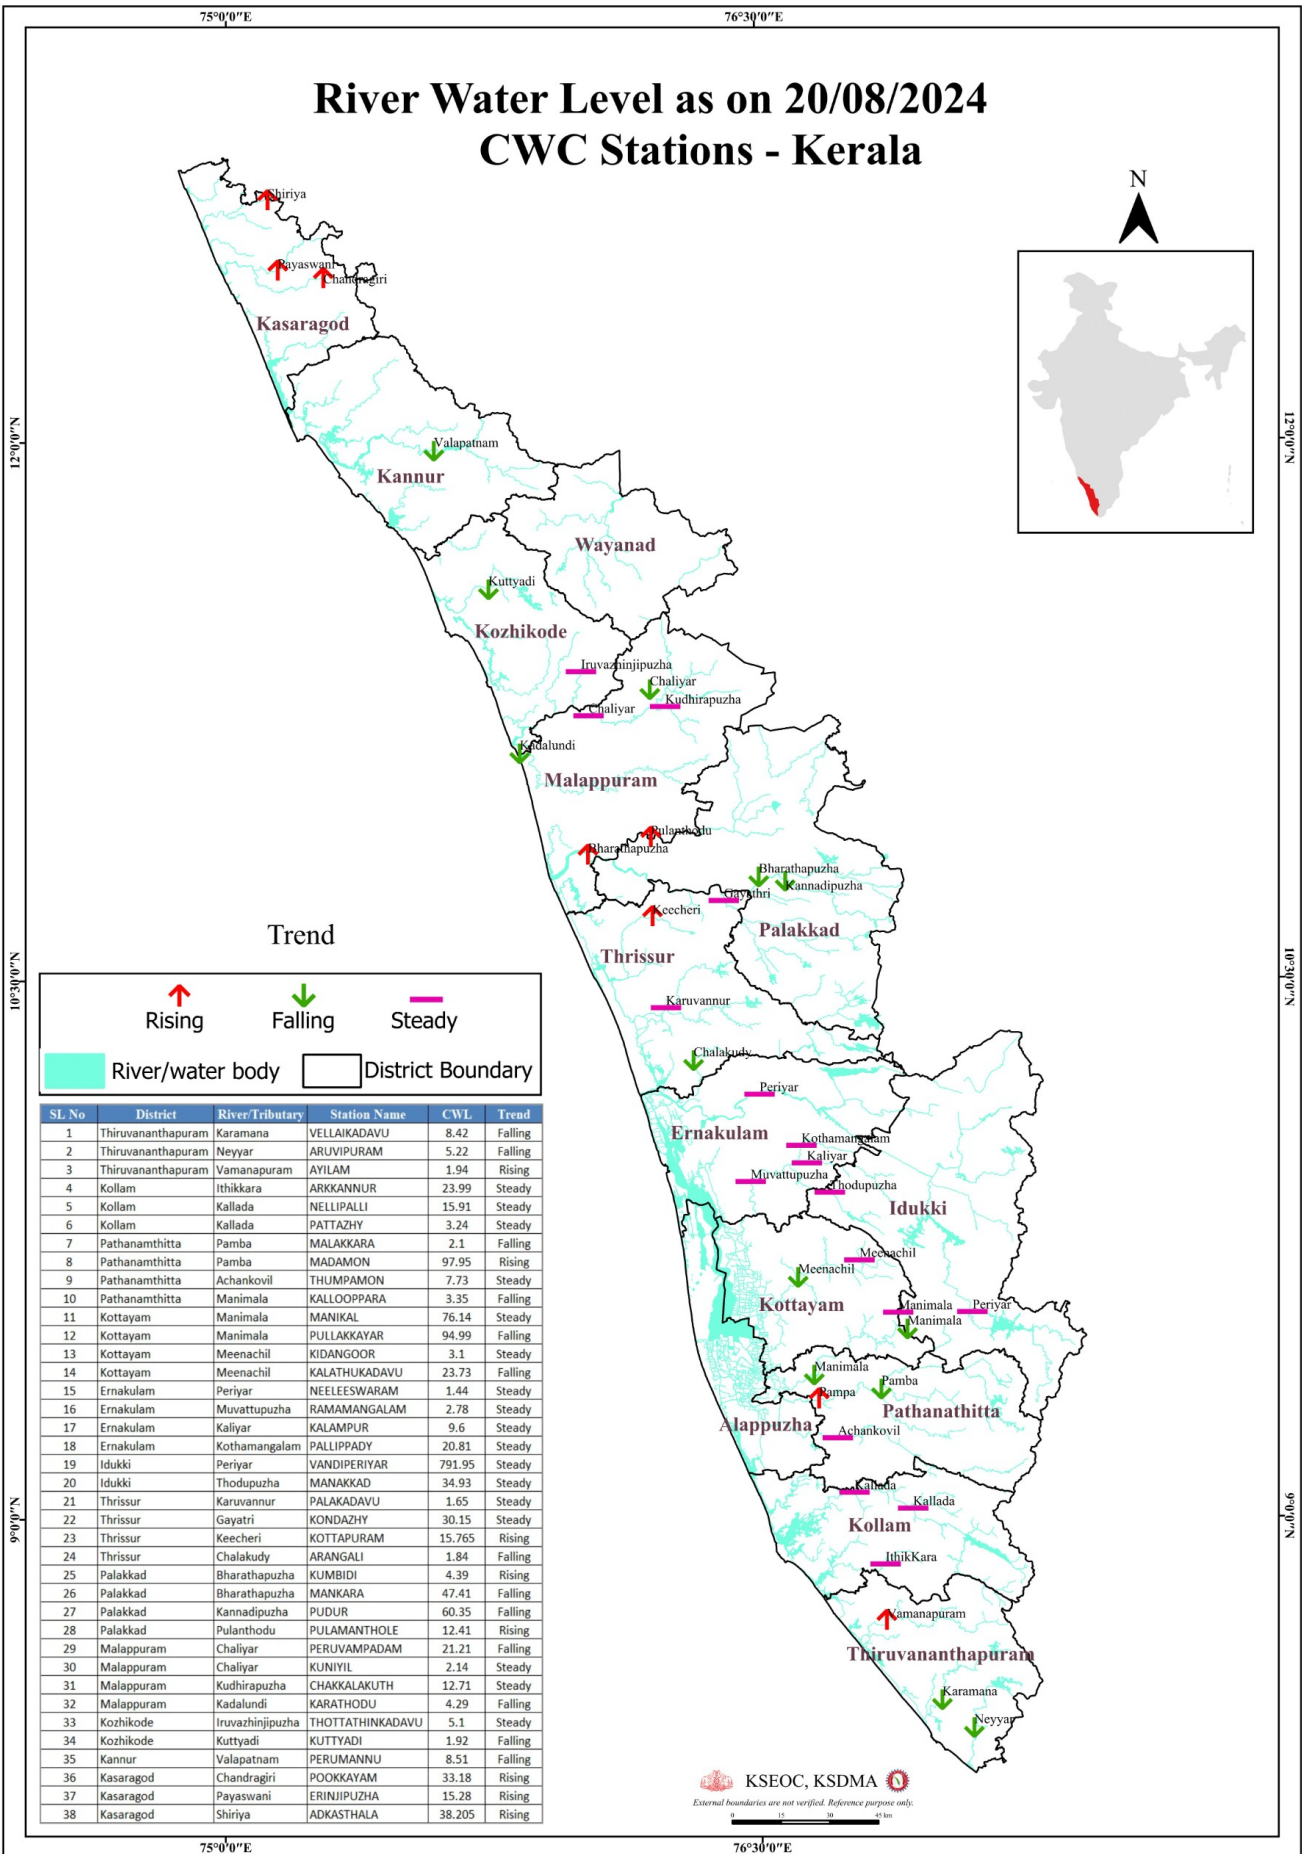 75°0'0"E 76°30'0"E
River Water Level as on 20/08/2024
CWC Stations - Kerala
N
Shiriya
Payaswani
Chandragiri
Kasaragod
12°0'0"N 12°0'0"N
Valapatnam
Kannur
Wayanad
Kuttyadi
Kozhikode
Iruvazhinjipuzha
Chaliyar
Kudhirapuzha
Chaliyar
Kadalundi
Malappuram
Pulanthodu
Bharathapuzha
Bharathapuzha
Kannadipuzha
Gayathri
Keecheri
Palakkad
Thrissur
10°30'0"N 10°30'0"N
Karuvannur
Chalakudy
Periyar
Ernakulam
Kothamangalam
Kaliyar
Muvattupuzha
Thodupuzha
Idukki
Meenachil
Meenachil
Kottayam
Manimala
Periyar
Manimala
Manimala
Pamba
Pampa
Pathanathitta
Alappuzha
Achankovil
Kallada
Kallada
Kollam
9°0'0"N 9°0'0"N
IthikKara
Vamanapuram
Thiruvananthapuram
Karamana
Neyyar
Trend
Rising Falling Steady
River/water body District Boundary
SL No District River/Tributary Station Name CWL Trend
1 Thiruvananthapuram Karamana VELLAIKADAVU 8.42 Falling
2 Thiruvananthapuram Neyyar ARUVIPURAM 5.22 Falling
3 Thiruvananthapuram Vamanapuram AYILAM 1.94 Rising
4 Kollam Ithikkara ARKKANNUR 23.99 Steady
5 Kollam Kallada NELLIPALLI 15.91 Steady
6 Kollam Kallada PATTAZHY 3.24 Steady
7 Pathanamthitta Pamba MALAKKARA 2.1 Falling
8 Pathanamthitta Pamba MADAMON 97.95 Rising
9 Pathanamthitta Achankovil THUMPAMON 7.73 Steady
10 Pathanamthitta Manimala KALLOOPPARA 3.35 Falling
11 Kottayam Manimala MANIKAL 76.14 Steady
12 Kottayam Manimala PULLAKKAYAR 94.99 Falling
13 Kottayam Meenachil KIDANGOOR 3.1 Steady
14 Kottayam Meenachil KALATHUKADAVU 23.73 Falling
15 Ernakulam Periyar NEELEESWARAM 1.44 Steady
16 Ernakulam Muvattupuzha RAMAMANGALAM 2.78 Steady
17 Ernakulam Kaliyar KALAMPUR 9.6 Steady
18 Ernakulam Kothamangalam PALLIPPADY 20.81 Steady
19 Idukki Periyar VANDIPERIYAR 791.95 Steady
20 Idukki Thodupuzha MANAKKAD 34.93 Steady
21 Thrissur Karuvannur PALAKADAVU 1.65 Steady
22 Thrissur Gayatri KONDAZHY 30.15 Steady
23 Thrissur Keecheri KOTTAPURAM 15.765 Rising
24 Thrissur Chalakudy ARANGALI 1.84 Falling
25 Palakkad Bharathapuzha KUMBIDI 4.39 Rising
26 Palakkad Bharathapuzha MANKARA 47.41 Falling
27 Palakkad Kannadipuzha PUDUR 60.35 Falling
28 Palakkad Pulanthodu PULAMANTHOLE 12.41 Rising
29 Malappuram Chaliyar PERUVAMPADAM 21.21 Falling
30 Malappuram Chaliyar KUNIYIL 2.14 Steady
31 Malappuram Kudhirapuzha CHAKKALAKUTH 12.71 Steady
32 Malappuram Kadalundi KARATHODU 4.29 Falling
33 Kozhikode Iruvazhinjipuzha THOTTATHINKADAVU 5.1 Steady
34 Kozhikode Kuttyadi KUTTYADI 1.92 Falling
35 Kannur Valapatnam PERUMANNU 8.51 Falling
36 Kasaragod Chandragiri POOKKAYAM 33.18 Rising
37 Kasaragod Payaswani ERINJIPUZHA 15.28 Rising
38 Kasaragod Shiriya ADKASTHALA 38.205 Rising
KSEOC, KSDMA
External boundaries are not verified. Reference purpose only.
0 15 30 45 km
75°0'0"E 76°30'0"E